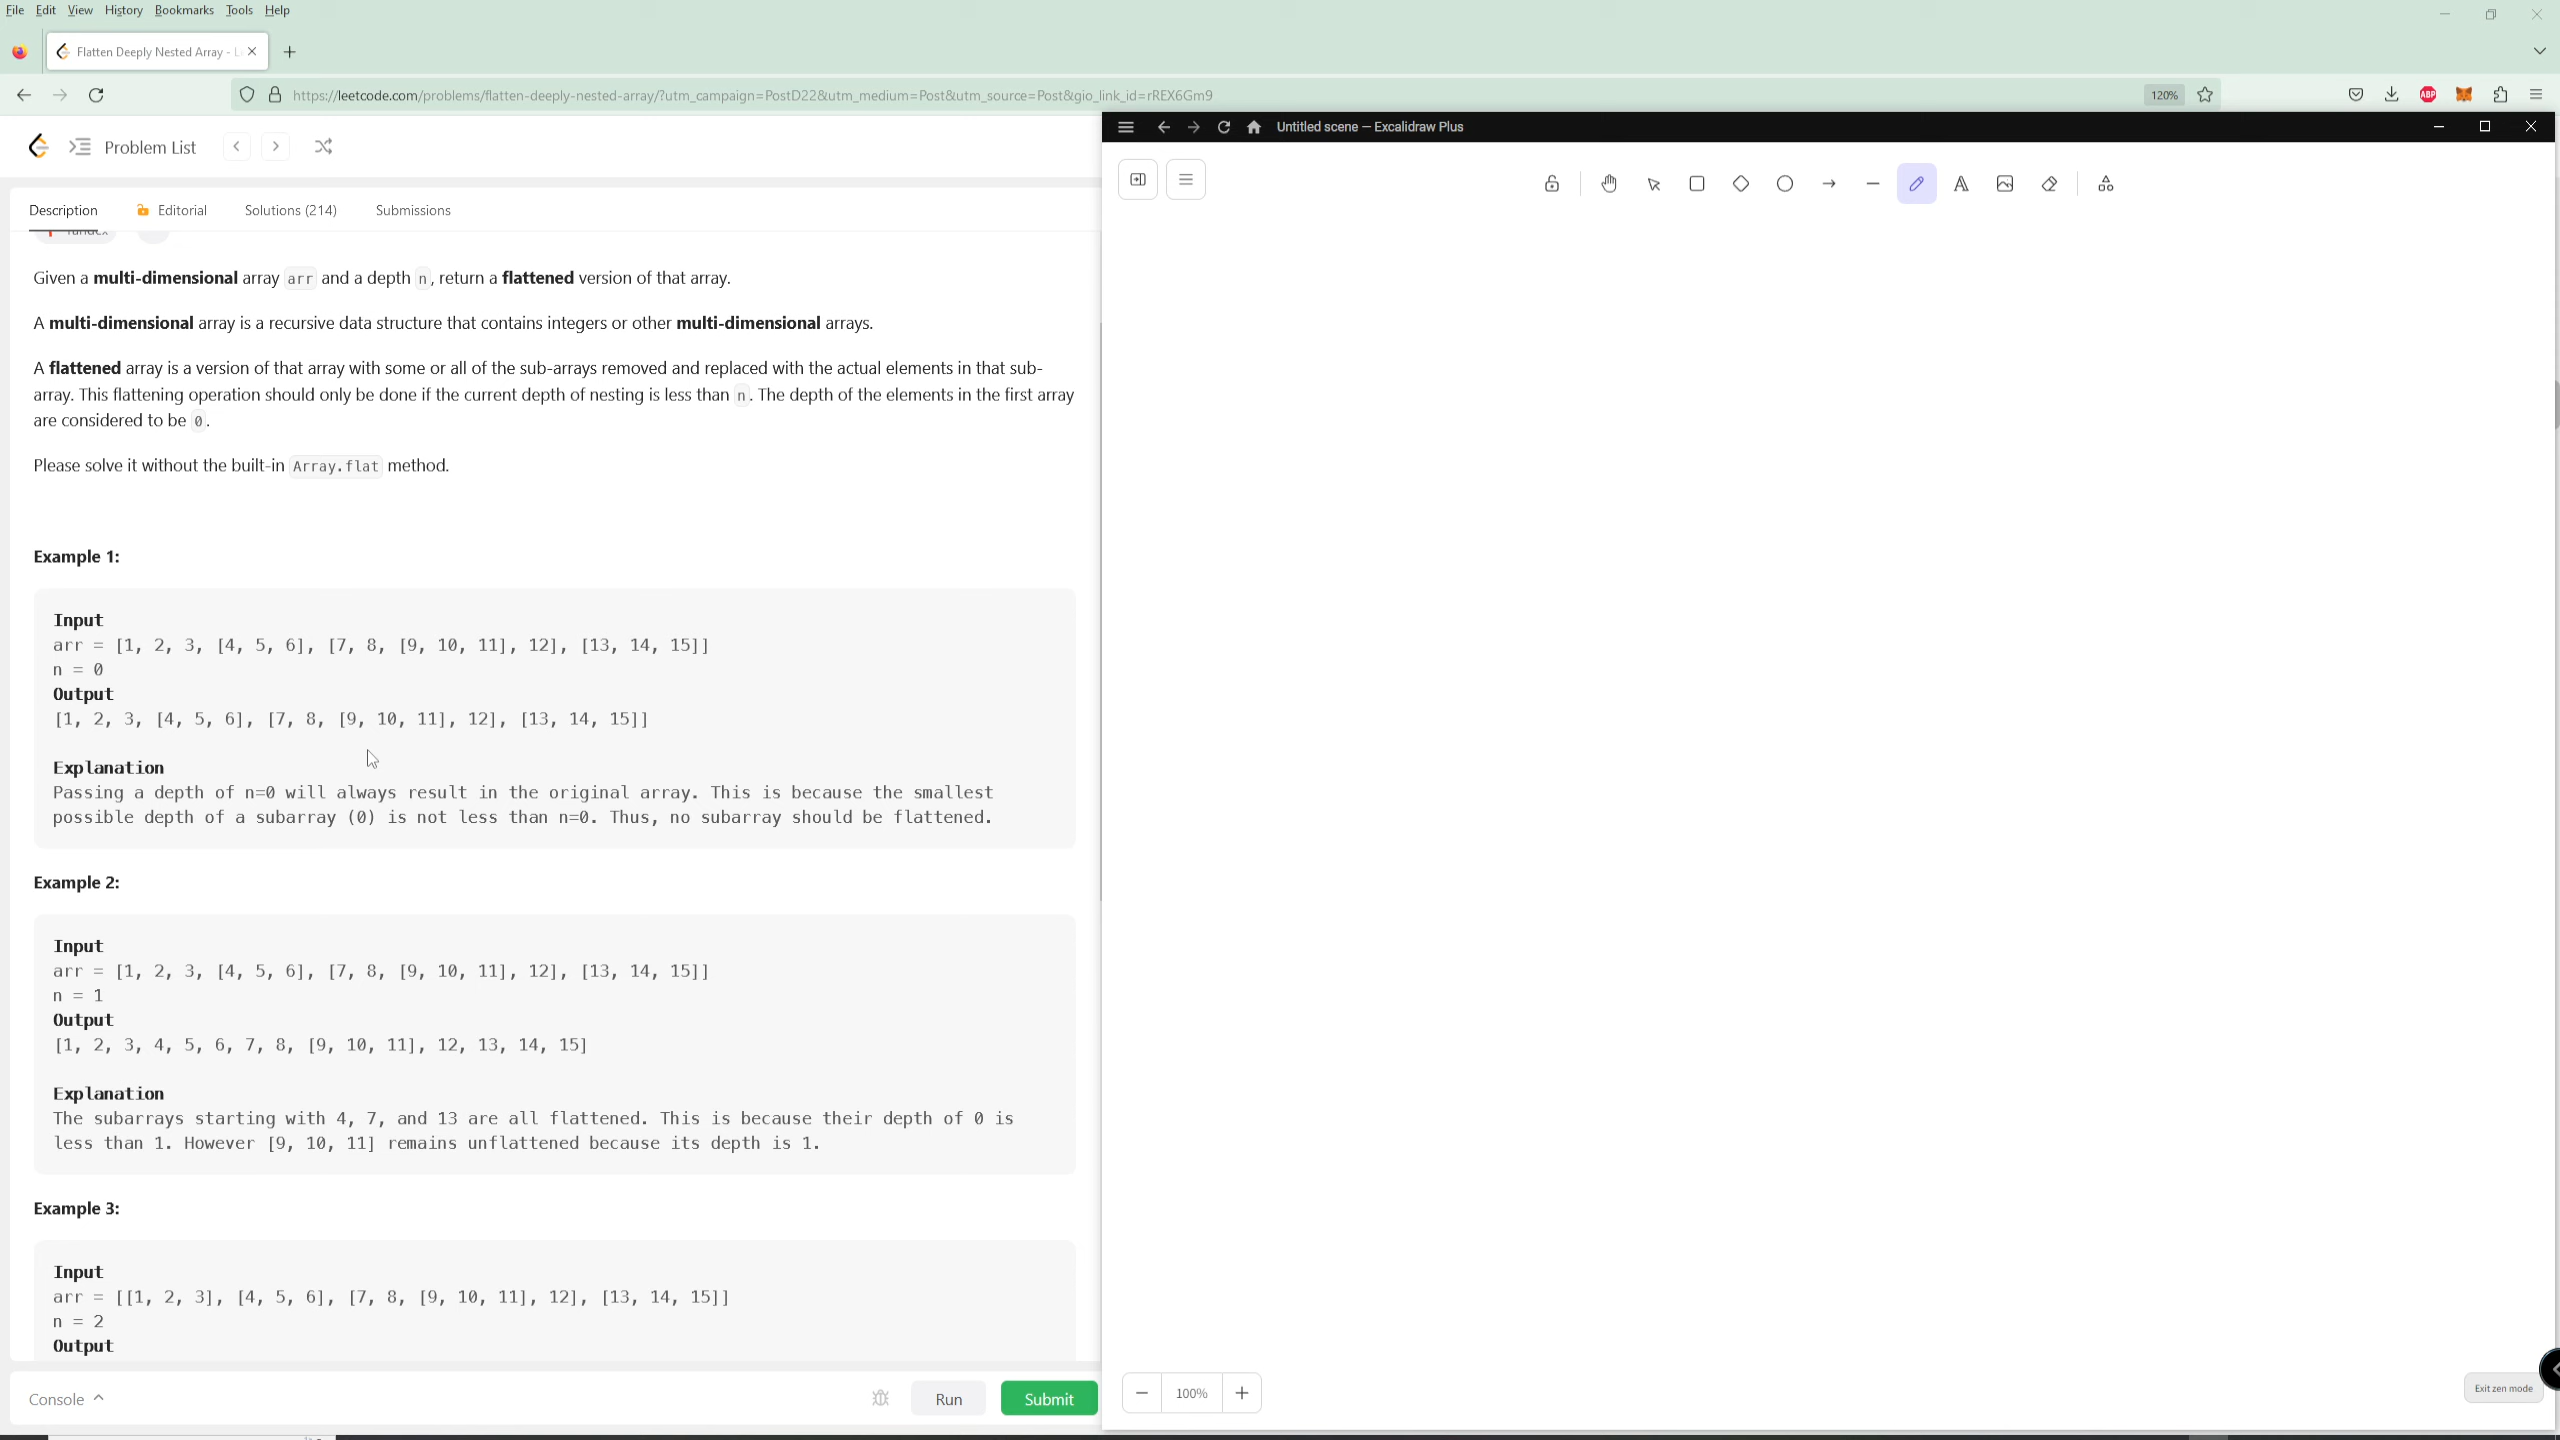 File Edit View History Bookmarks Tools Help
Flatten Deeply Nested Array - L
https://leetcode.com/problems/flatten-deeply-nested-array/?utm_campaign=PostD22&utm_medium=Post&utm_source=Post&gio_link_id=rREX6Gm9
120%
ABP
Untitled scene — Excalidraw Plus
Problem List
Description Editorial Solutions (214) Submissions
Given a multi-dimensional array arr and a depth n, return a flattened version of that array.
A multi-dimensional array is a recursive data structure that contains integers or other multi-dimensional arrays.
A flattened array is a version of that array with some or all of the sub-arrays removed and replaced with the actual elements in that sub-
array. This flattening operation should only be done if the current depth of nesting is less than n. The depth of the elements in the first array
are considered to be 0.
Please solve it without the built-in Array.flat method.
Example 1:
Input
arr = [1, 2, 3, [4, 5, 6], [7, 8, [9, 10, 11], 12], [13, 14, 15]]
n = 0
Output
[1, 2, 3, [4, 5, 6], [7, 8, [9, 10, 11], 12], [13, 14, 15]]
Explanation
Passing a depth of n=0 will always result in the original array. This is because the smallest
possible depth of a subarray (0) is not less than n=0. Thus, no subarray should be flattened.
Example 2:
Input
arr = [1, 2, 3, [4, 5, 6], [7, 8, [9, 10, 11], 12], [13, 14, 15]]
n = 1
Output
[1, 2, 3, 4, 5, 6, 7, 8, [9, 10, 11], 12, 13, 14, 15]
Explanation
The subarrays starting with 4, 7, and 13 are all flattened. This is because their depth of 0 is
less than 1. However [9, 10, 11] remains unflattened because its depth is 1.
Example 3:
Input
arr = [[1, 2, 3], [4, 5, 6], [7, 8, [9, 10, 11], 12], [13, 14, 15]]
n = 2
Output
Console Run Submit
100%
Exit zen mode